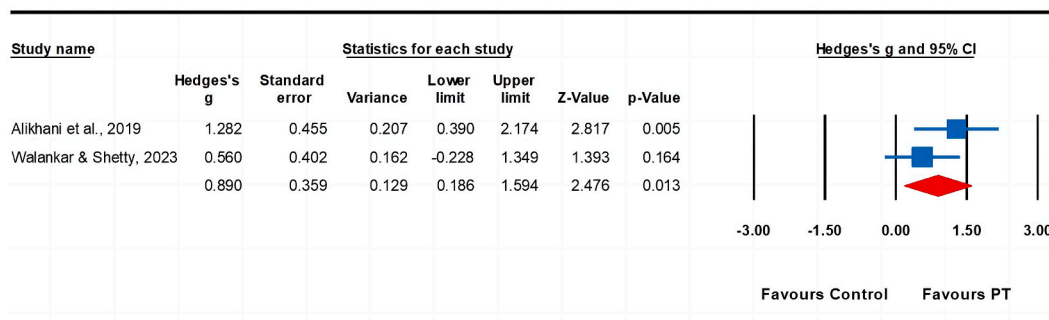 Study name Statistics for each study Hedges's g and 95% CI
Hedges's Standard Lower Upper
g error Variance limit limit Z-Value p-Value
Alikhani et al., 2019 1.282 0.455 0.207 0.390 2.174 2.817 0.005
Walankar & Shetty, 2023 0.560 0.402 0.162 -0.228 1.349 1.393 0.164
0.890 0.359 0.129 0.186 1.594 2.476 0.013
-3.00 -1.50 0.00 1.50 3.00
Favours Control Favours PT